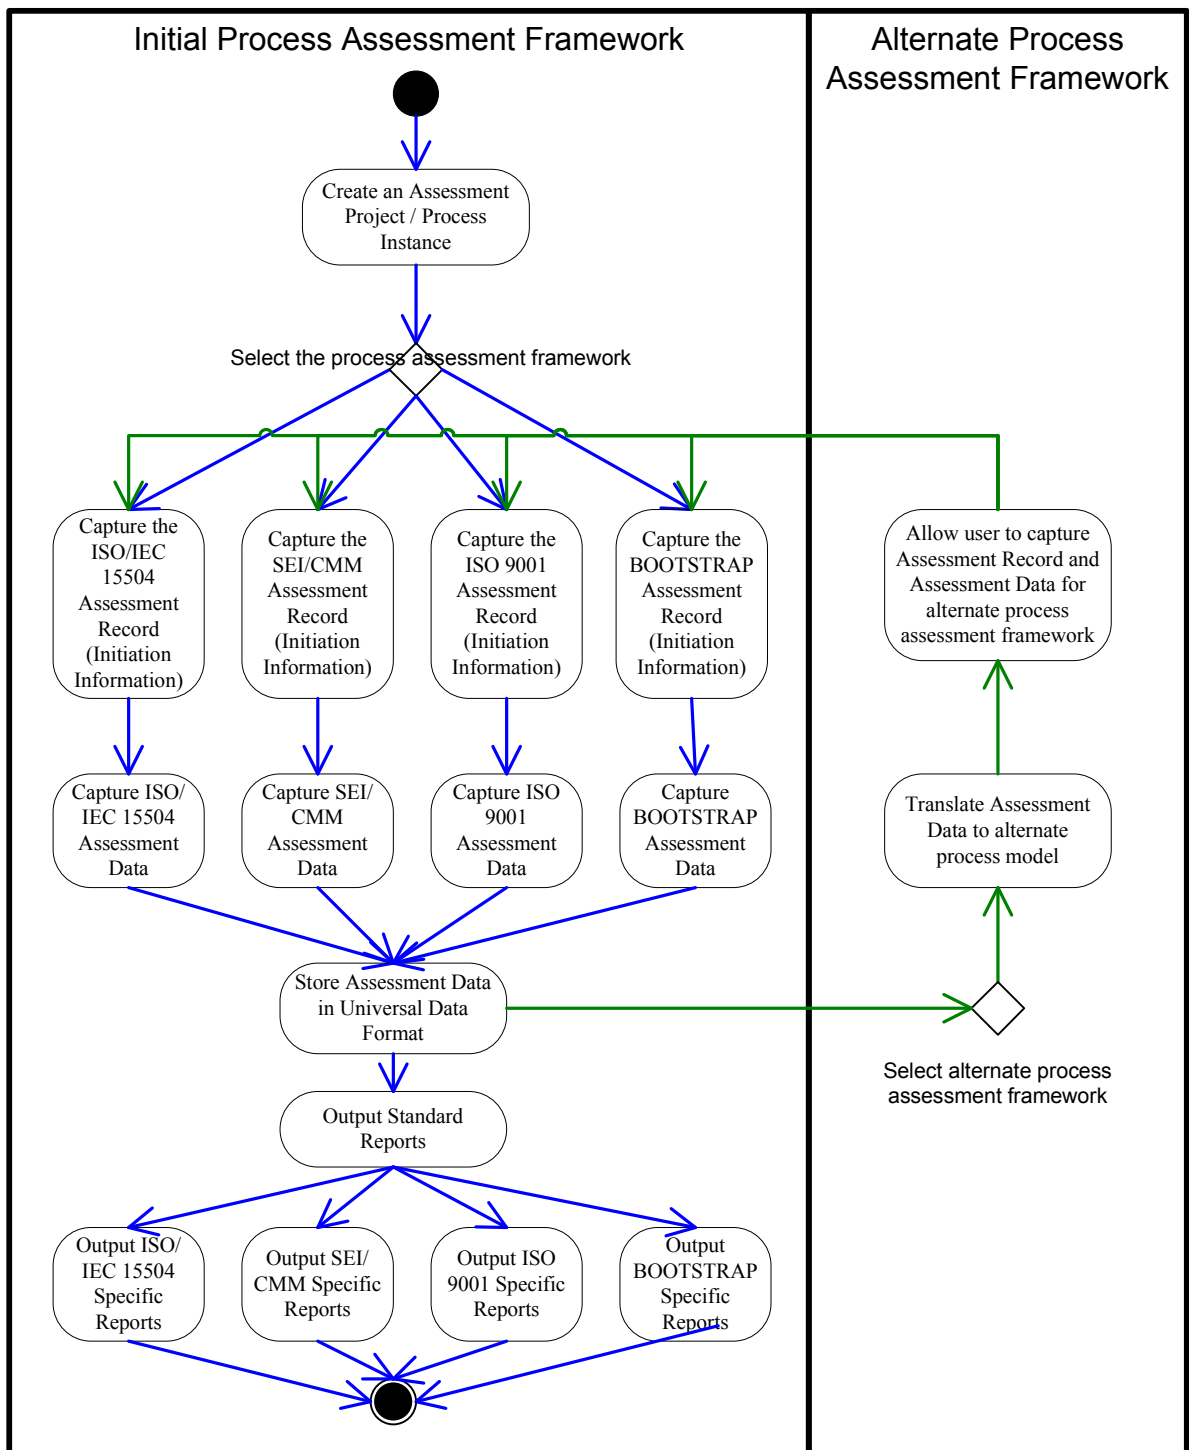 Initial Process Assessment Framework
Alternate Process
Assessment Framework
Create an Assessment
Project / Process
Instance
Select the process assessment framework
Capture the
ISO/IEC
15504
Assessment
Record
(Initiation
Information)
Capture the
SEI/CMM
Assessment
Record
(Initiation
Information)
Capture the
ISO 9001
Assessment
Record
(Initiation
Information)
Capture the
BOOTSTRAP
Assessment
Record
(Initiation
Information)
Allow user to capture
Assessment Record and
Assessment Data for
alternate process
assessment framework
Capture ISO/
IEC 15504
Assessment
Data
Capture SEI/
CMM
Assessment
Data
Capture ISO
9001
Assessment
Data
Capture
BOOTSTRAP
Assessment
Data
Translate Assessment
Data to alternate
process model
Store Assessment Data
in Universal Data
Format
Select alternate process
assessment framework
Output Standard
Reports
Output ISO/
IEC 15504
Specific
Reports
Output SEI/
CMM Specific
Reports
Output ISO
9001 Specific
Reports
Output
BOOTSTRAP
Specific
Reports